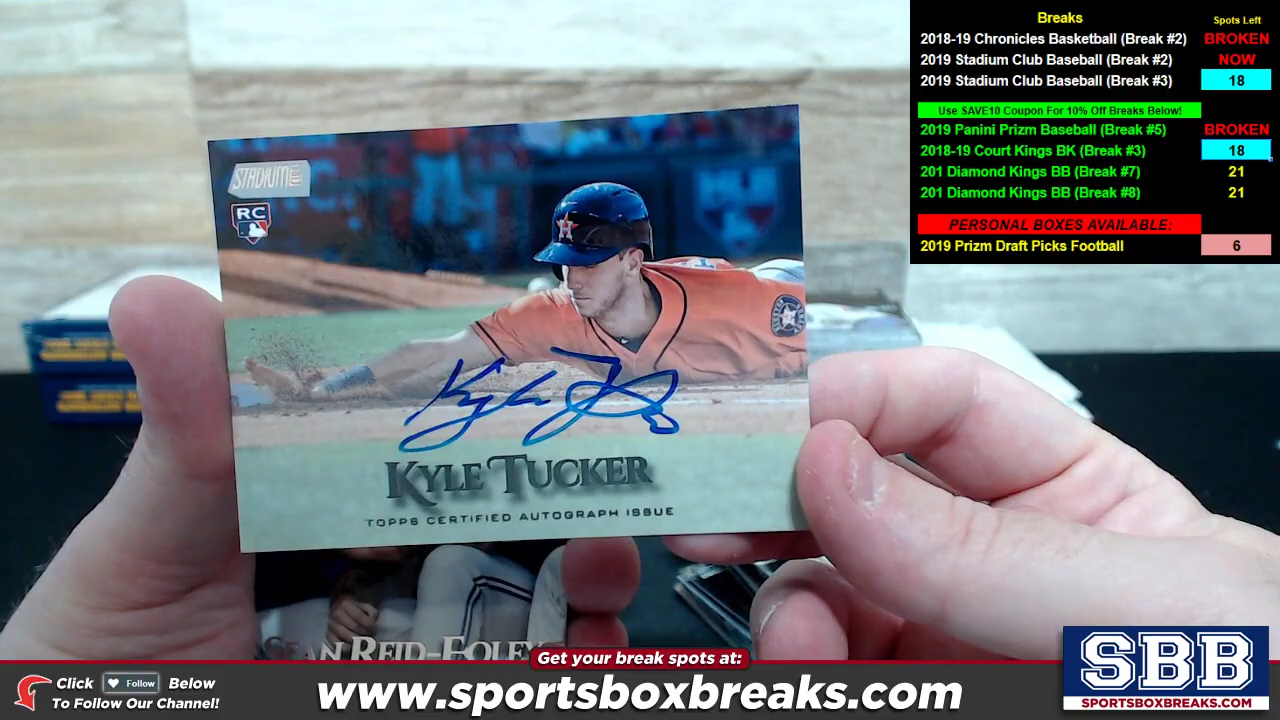 Breaks Spots Left
2018-19 Chronicles Basketball (Break #2) BROKEN
2019 Stadium Club Baseball (Break #2) NOW
2019 Stadium Club Baseball (Break #3) 18
Use SAVE10 Coupon For 10% Off Breaks Below!
2019 Panini Prizm Baseball (Break #5) BROKEN
2018-19 Court Kings BK (Break #3) 18
201 Diamond Kings BB (Break #7) 21
201 Diamond Kings BB (Break #8) 21
PERSONAL BOXES AVAILABLE:
2019 Prizm Draft Picks Football 6
STADIUM
RC
KYLE TUCKER
TOPPS CERTIFIED AUTOGRAPH ISSUE
SEAN REID-FOLEY
Get your break spots at:
Click Follow Below
To Follow Our Channel!
www.sportsboxbreaks.com
SBB
SPORTSBOXBREAKS.COM